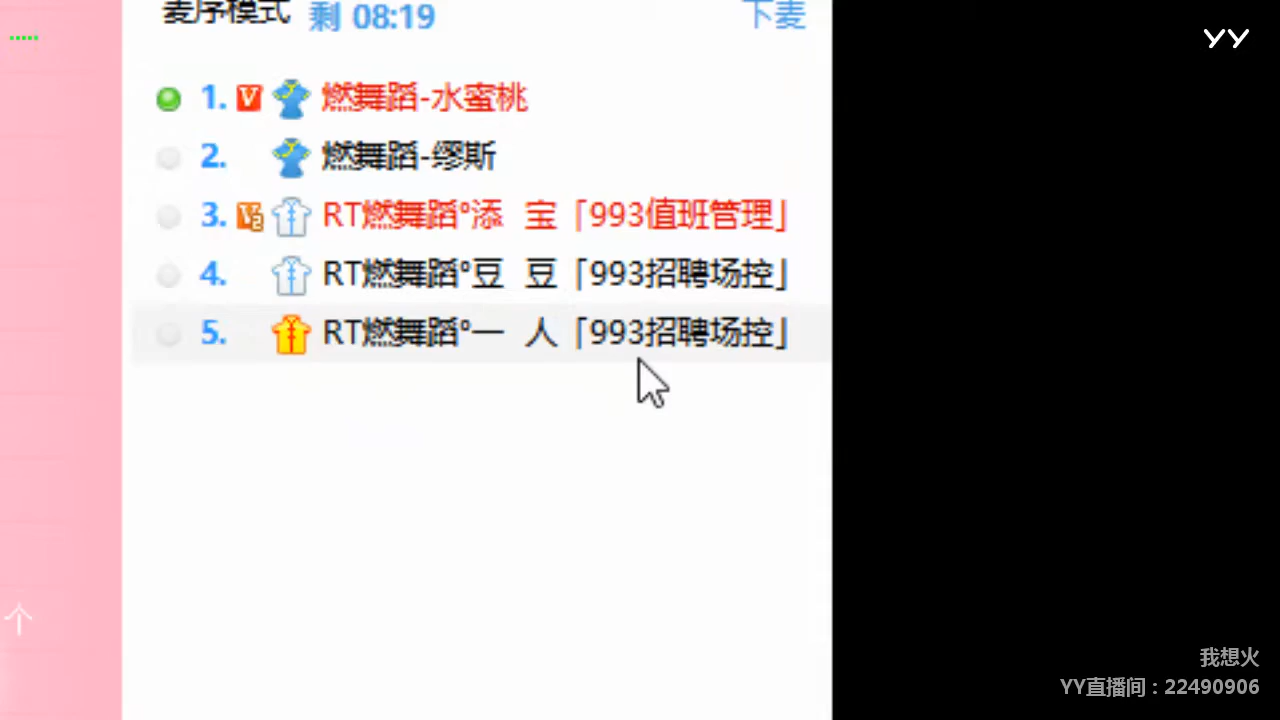 麦序模式 剩 08:19 下麦
YY
1. V 燃舞蹈-水蜜桃
2. 燃舞蹈-缪斯
3. V2 RT燃舞蹈°添 宝「993值班管理」
4. RT燃舞蹈°豆 豆「993招聘场控」
5. RT燃舞蹈°一 人「993招聘场控」
我想火
YY直播间：22490906